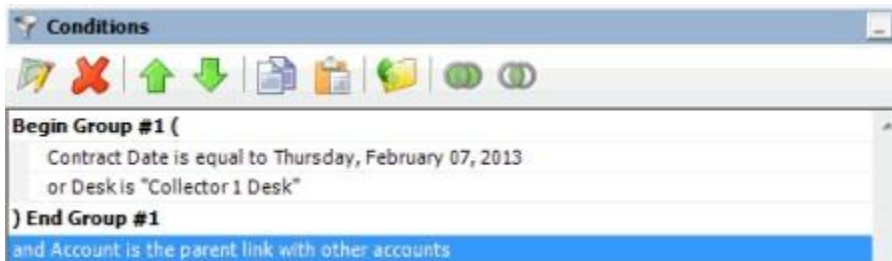 Conditions
Begin Group #1 (
Contract Date is equal to Thursday, February 07, 2013
or Desk is "Collector 1 Desk"
) End Group #1
and Account is the parent link with other accounts